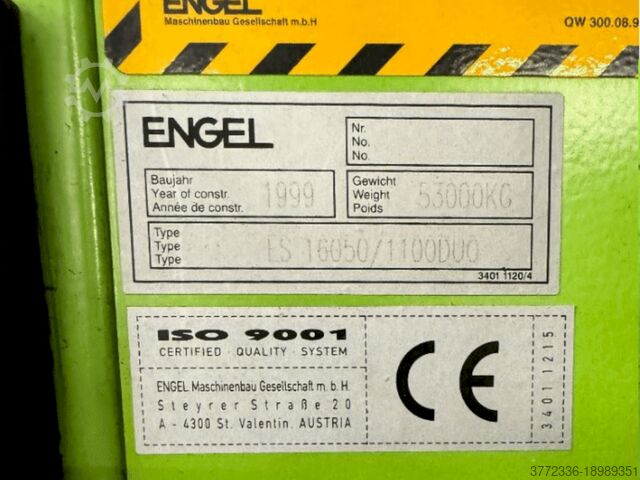 ENGEL
Maschinenbau Gesellschaft m.b.H
QW 300.08.9
ENGEL
Nr.
No.
No.
Baujahr
Year of constr.
Année de constr.
1999
Gewicht
Weight
Poids
53000KG
Type
Type
Type
ES 16050/1100DUO
3401 1120/4
ISO 9001
CERTIFIED · QUALITY · SYSTEM
ENGEL Maschinenbau Gesellschaft m. b. H.
Steyrer Straße 20
A - 4300 St. Valentin, AUSTRIA
CE
3401 1215
3772336-18989351